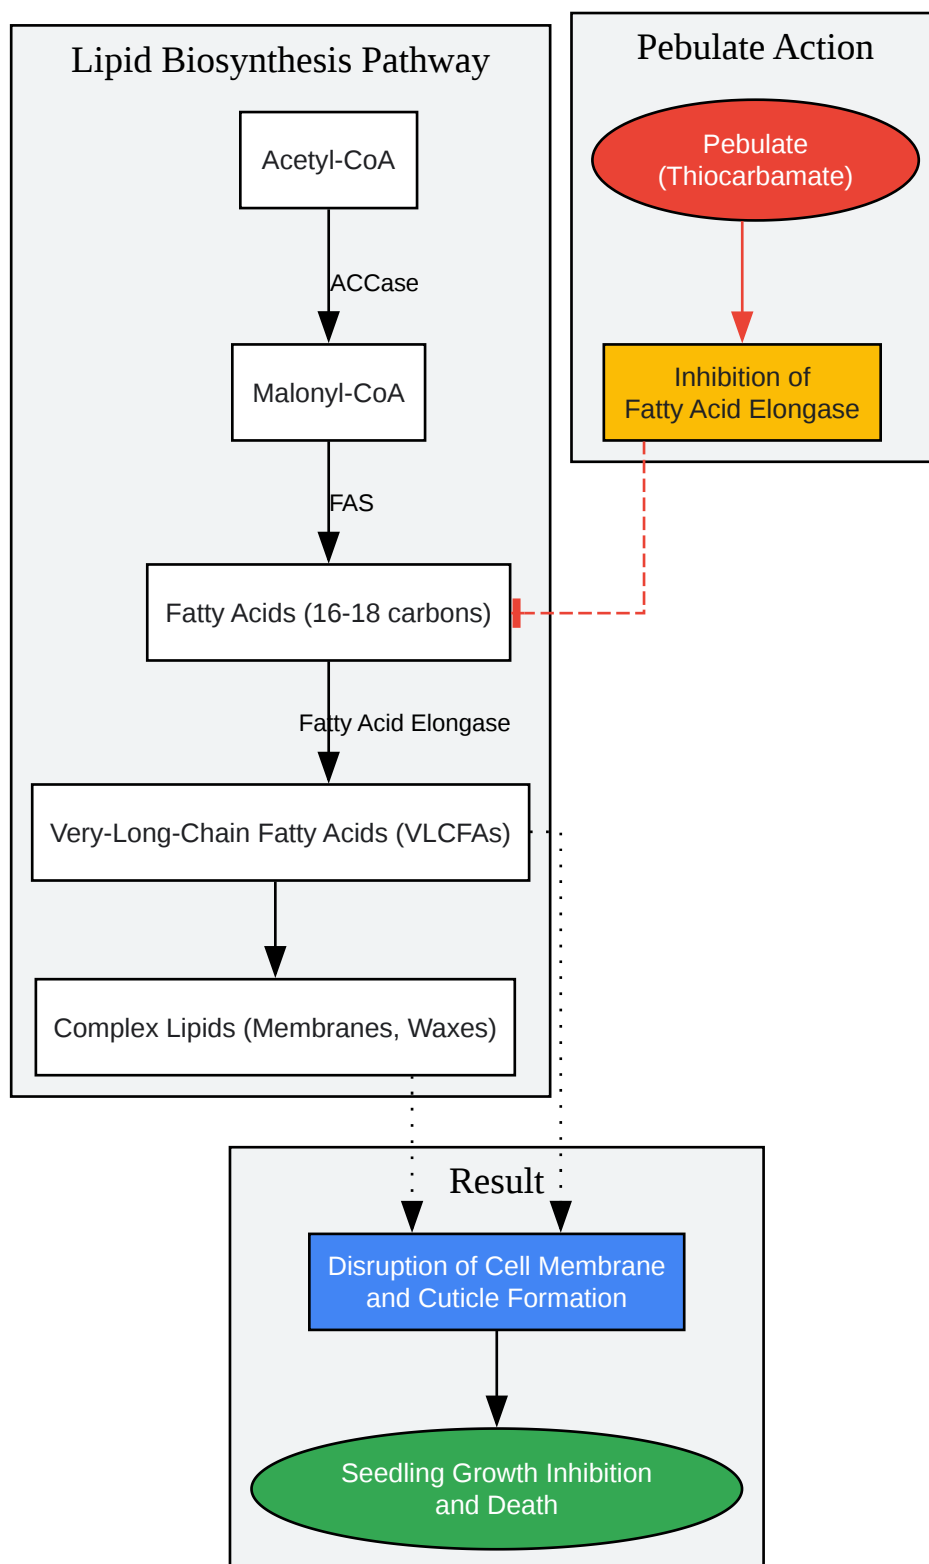 Lipid Biosynthesis Pathway
Acetyl-CoA
ACCase
Malonyl-CoA
FAS
Fatty Acids (16-18 carbons)
Fatty Acid Elongase
Very-Long-Chain Fatty Acids (VLCFAs)
Complex Lipids (Membranes, Waxes)
Pebulate Action
Pebulate
(Thiocarbamate)
Inhibition of
Fatty Acid Elongase
Result
Disruption of Cell Membrane
and Cuticle Formation
Seedling Growth Inhibition
and Death